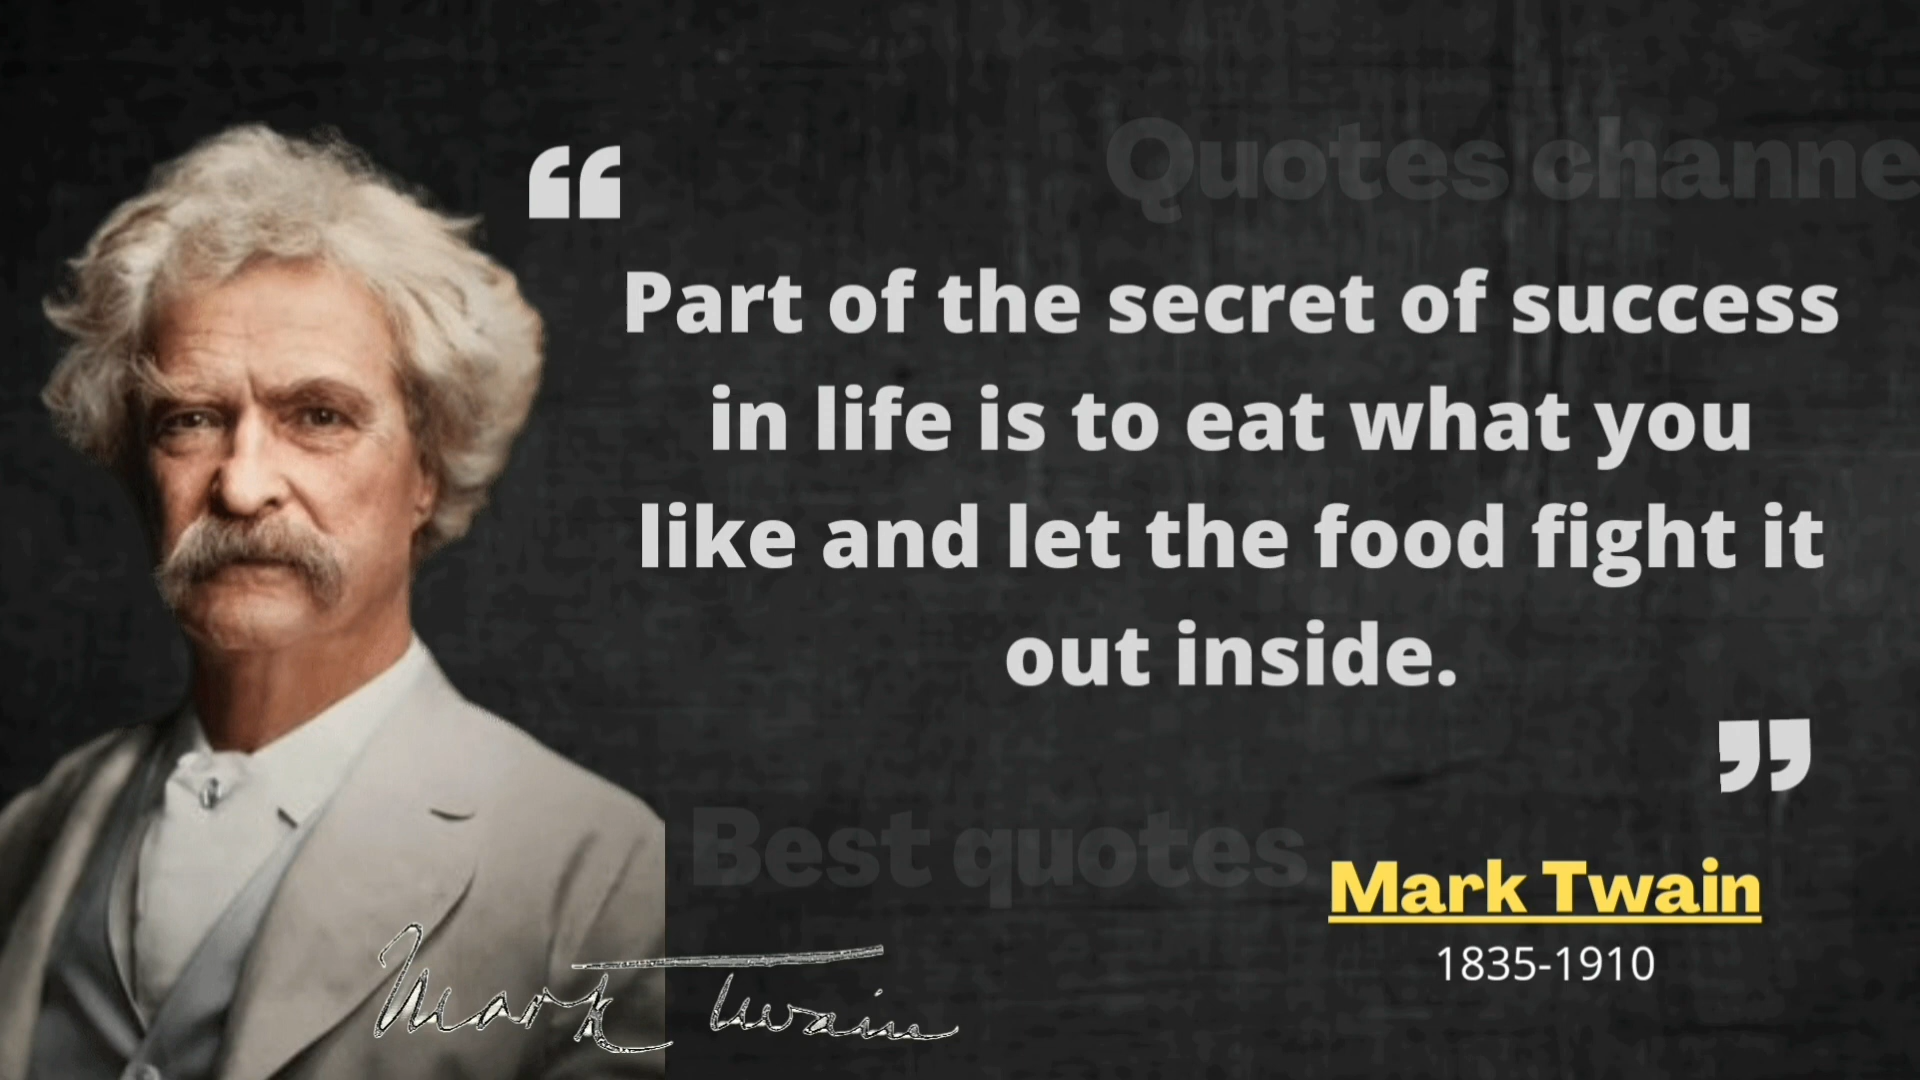 Quotes channe
“
Part of the secret of success
in life is to eat what you
like and let the food fight it
out inside.
”
Best quotes
Mark Twain
1835-1910
Mark Twain